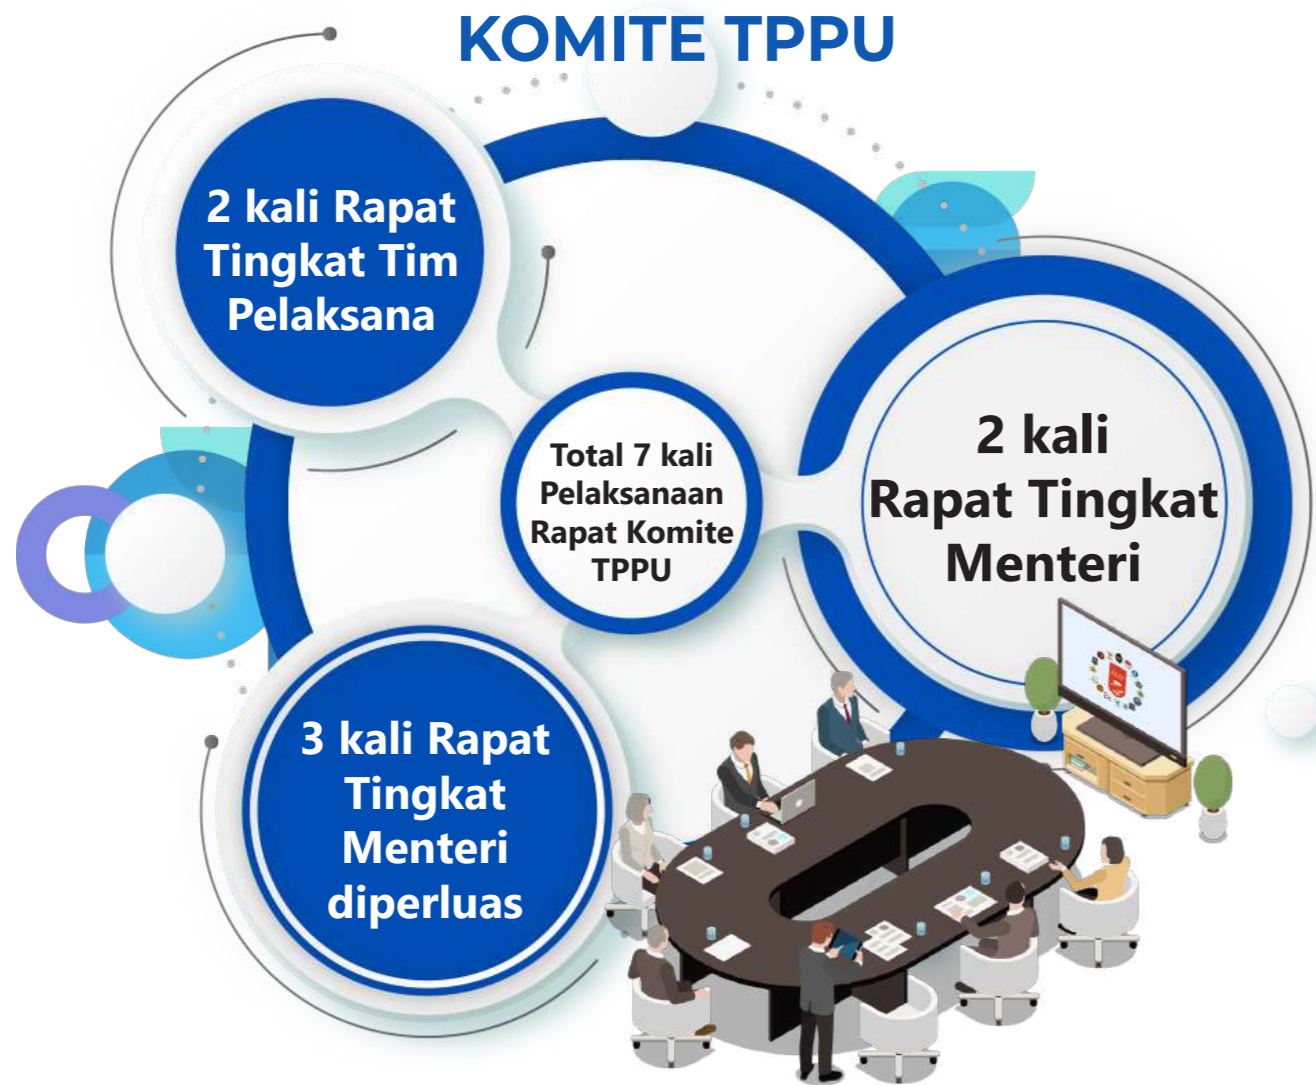 KOMITE TPPU
2 kali Rapat
Tingkat Tim
Pelaksana
Total 7 kali
Pelaksanaan
Rapat Komite
TPPU
2 kali
Rapat Tingkat
Menteri
3 kali Rapat
Tingkat
Menteri
diperluas